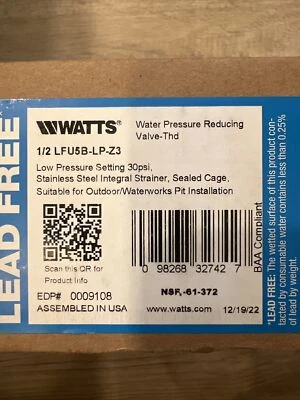 LEAD FREE*
WATTS®
Water Pressure Reducing
Valve-Thd
1/2 LFU5B-LP-Z3
Low Pressure Setting 30psi,
Stainless Steel Integral Strainer, Sealed Cage,
Suitable for Outdoor/Waterworks Pit Installation
Scan this QR for
Product Info
0 98268 32742 7
BAA Compliant
EDP# 0009108
NSF®-61-372
ASSEMBLED IN USA
www.watts.com
12/19/22
*LEAD FREE: The wetted surface of this product con-
tacted by consumable water contains less than 0.25%
of lead by weight.